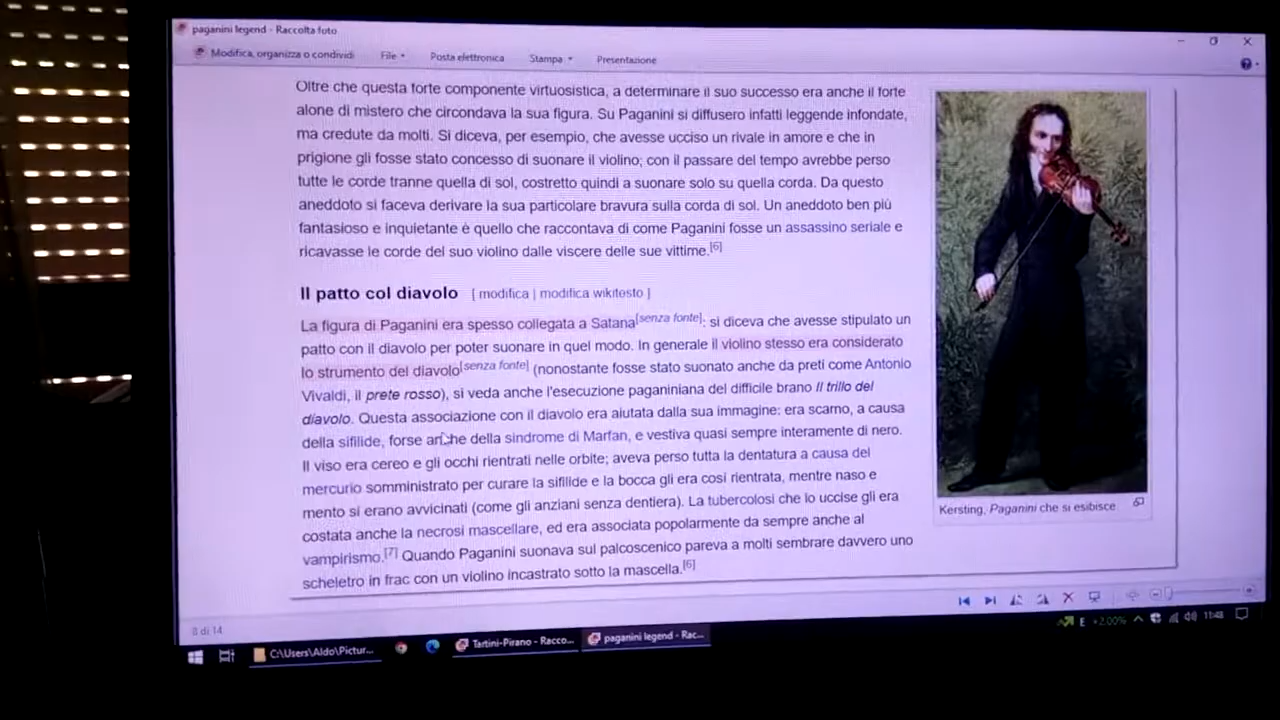 paganini legend - Raccolta foto
Modifica, organizza o condividi File Posta elettronica Stampa Presentazione
Oltre che questa forte componente virtuosistica, a determinare il suo successo era anche il forte
alone di mistero che circondava la sua figura. Su Paganini si diffusero infatti leggende infondate,
ma credute da molti. Si diceva, per esempio, che avesse ucciso un rivale in amore e che in
prigione gli fosse stato concesso di suonare il violino; con il passare del tempo avrebbe perso
tutte le corde tranne quella di sol, costretto quindi a suonare solo su quella corda. Da questo
aneddoto si faceva derivare la sua particolare bravura sulla corda di sol. Un aneddoto ben più
fantasioso e inquietante è quello che raccontava di come Paganini fosse un assassino seriale e
ricavasse le corde del suo violino dalle viscere delle sue vittime.[6]
Il patto col diavolo [ modifica | modifica wikitesto ]
La figura di Paganini era spesso collegata a Satana[senza fonte]: si diceva che avesse stipulato un
patto con il diavolo per poter suonare in quel modo. In generale il violino stesso era considerato
lo strumento del diavolo[senza fonte] (nonostante fosse stato suonato anche da preti come Antonio
Vivaldi, il prete rosso), si veda anche l'esecuzione paganiniana del difficile brano Il trillo del
diavolo. Questa associazione con il diavolo era aiutata dalla sua immagine: era scarno, a causa
della sifilide, forse anche della sindrome di Marfan, e vestiva quasi sempre interamente di nero.
Il viso era cereo e gli occhi rientrati nelle orbite; aveva perso tutta la dentatura a causa del
mercurio somministrato per curare la sifilide e la bocca gli era così rientrata, mentre naso e
mento si erano avvicinati (come gli anziani senza dentiera). La tubercolosi che lo uccise gli era
costata anche la necrosi mascellare, ed era associata popolarmente da sempre anche al
vampirismo.[7] Quando Paganini suonava sul palcoscenico pareva a molti sembrare davvero uno
scheletro in frac con un violino incastrato sotto la mascella.[6]
Kersting, Paganini che si esibisce
8 di 14
C:\Users\Aldo\Pictur... Tartini-Pirano - Racco... paganini legend - Rac... E +2.00% 11:48